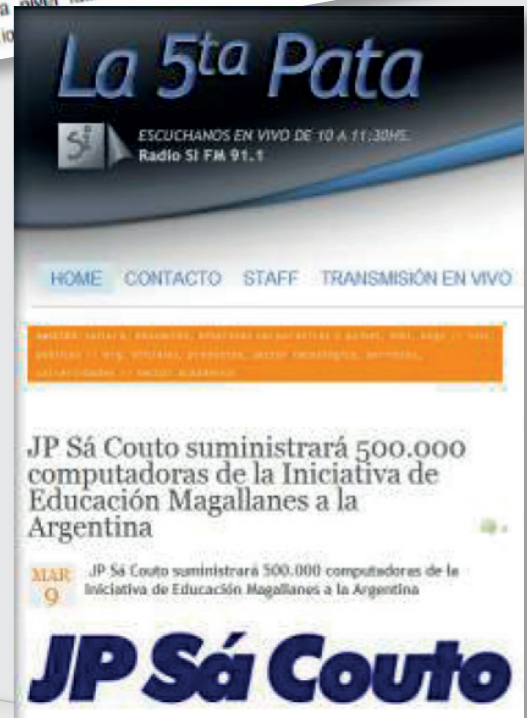 La 5ta Pata
ESCUCHANOS EN VIVO DE 10 A 11:30HS.
Radio SI FM 91.1
HOME CONTACTO STAFF TRANSMISIÓN EN VIVO
JP Sá Couto suministrará 500.000
computadoras de la Iniciativa de
Educación Magallanes a la
Argentina
MAR
9
JP Sá Couto suministrará 500.000 computadoras de la
Iniciativa de Educación Magallanes a la Argentina
JP Sá Couto